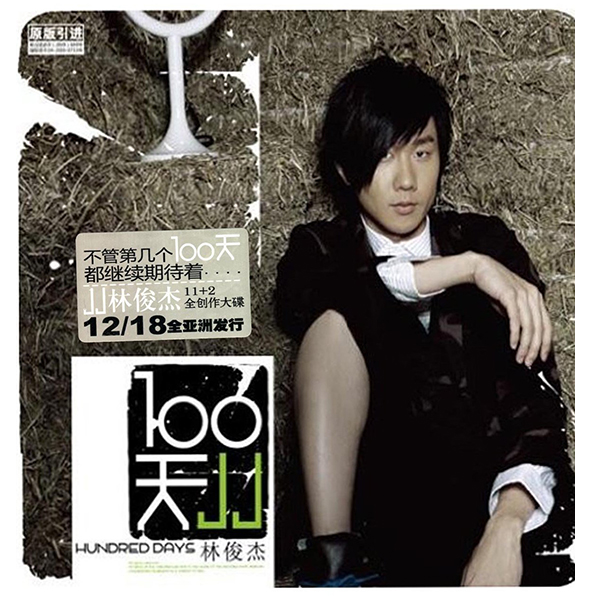 原版引进
不管第几个100天
都继续期待着····
JJ林俊杰 11+2
全创作大碟
12/18全亚洲发行
100
天JJ
HUNDRED DAYS 林俊杰